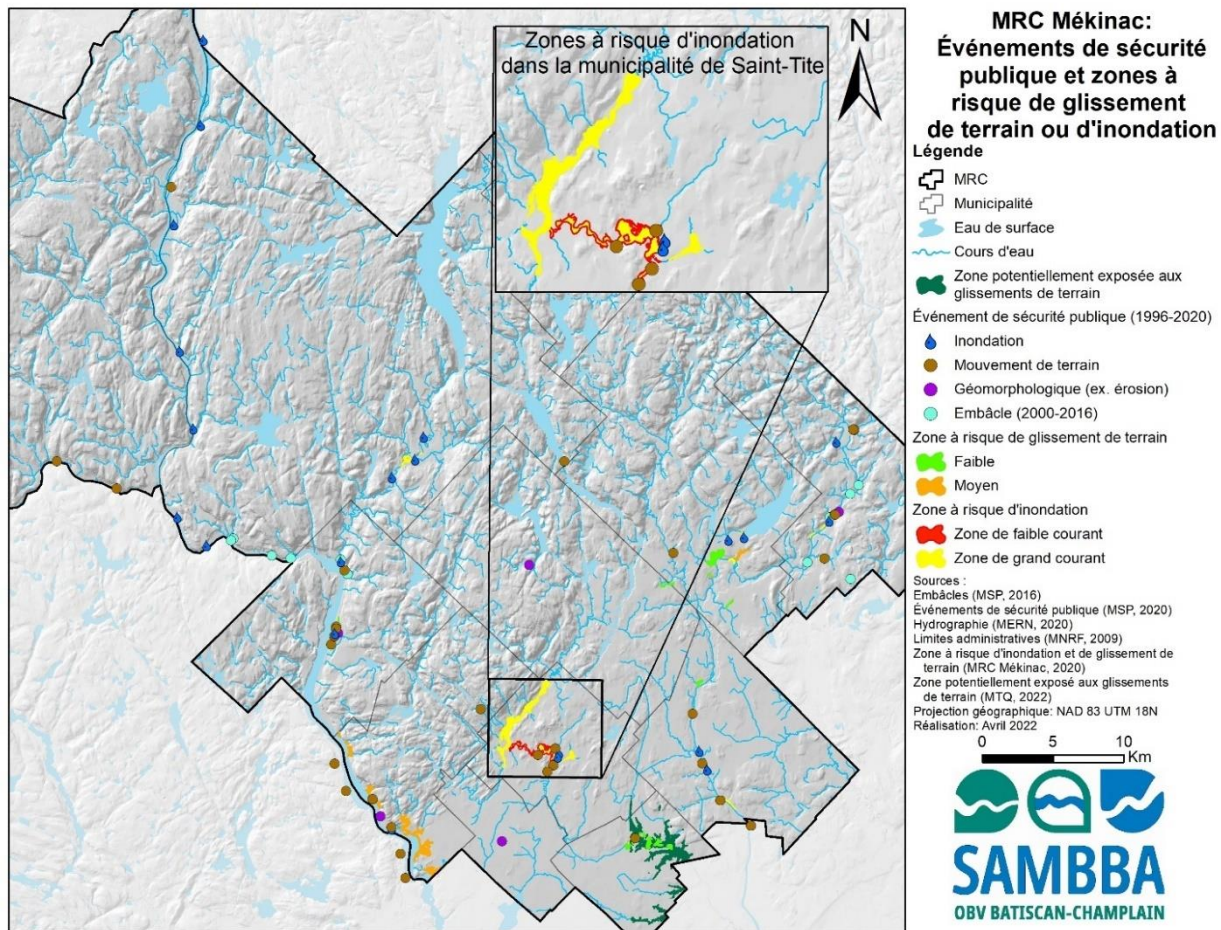 Zones à risque d'inondation
dans la municipalité de Saint-Tite
N
MRC Mékinac:
Événements de sécurité
publique et zones à
risque de glissement
de terrain ou d'inondation
Légende
MRC
Municipalité
Eau de surface
Cours d'eau
Zone potentiellement exposée aux
glissements de terrain
Événement de sécurité publique (1996-2020)
Inondation
Mouvement de terrain
Géomorphologique (ex. érosion)
Embâcle (2000-2016)
Zone à risque de glissement de terrain
Faible
Moyen
Zone à risque d'inondation
Zone de faible courant
Zone de grand courant
Sources :
Embâcles (MSP, 2016)
Événements de sécurité publique (MSP, 2020)
Hydrographie (MERN, 2020)
Limites administratives (MNRF, 2009)
Zone à risque d'inondation et de glissement de
terrain (MRC Mékinac, 2020)
Zone potentiellement exposé aux glissements
de terrain (MTQ, 2022)
Projection géographique: NAD 83 UTM 18N
Réalisation: Avril 2022
0 5 10
Km
SAMBBA
OBV BATISCAN-CHAMPLAIN